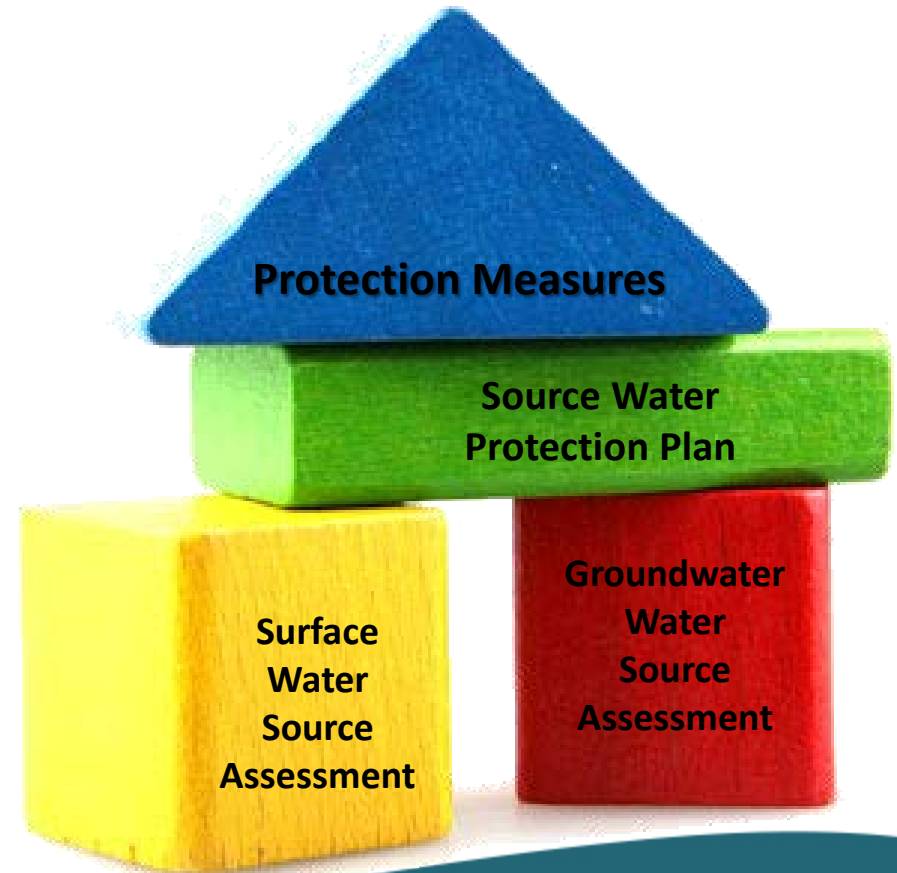 Protection Measures
Source Water
Protection Plan
Surface
Water
Source
Assessment
Groundwater
Water
Source
Assessment